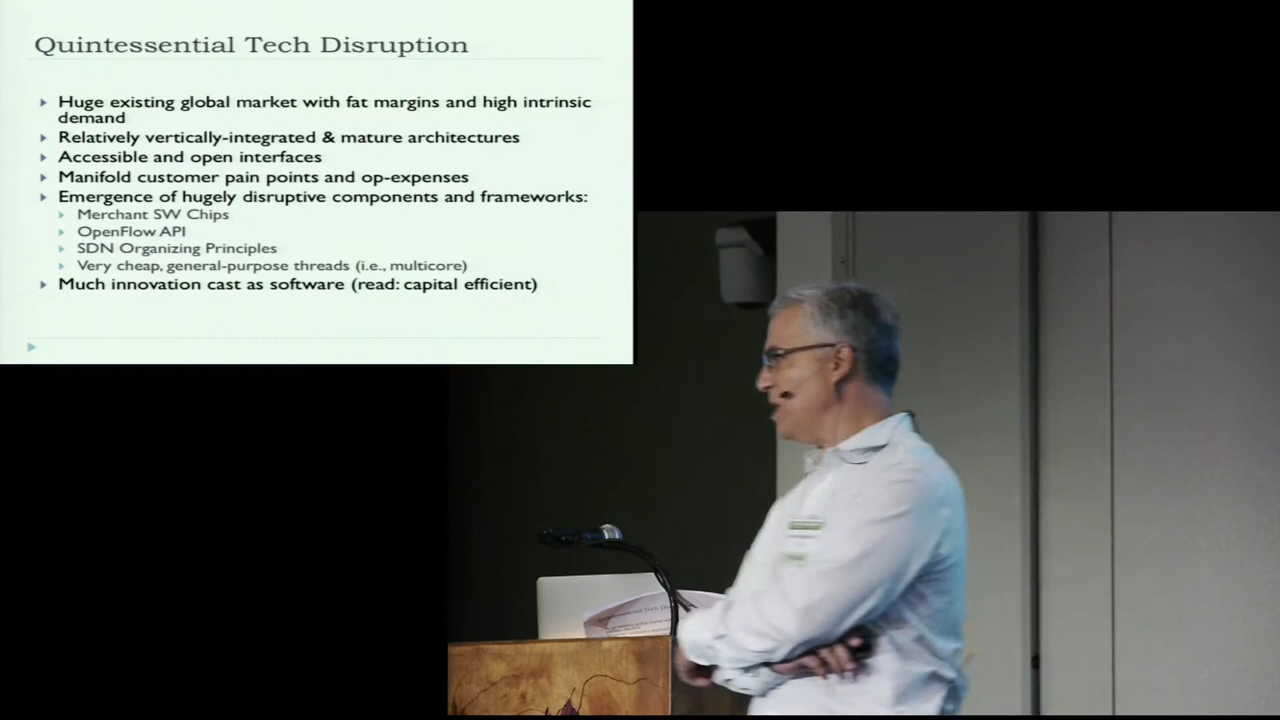 Quintessential Tech Disruption
Huge existing global market with fat margins and high intrinsic
demand
Relatively vertically-integrated & mature architectures
Accessible and open interfaces
Manifold customer pain points and op-expenses
Emergence of hugely disruptive components and frameworks:
Merchant SW Chips
OpenFlow API
SDN Organizing Principles
Very cheap, general-purpose threads (i.e., multicore)
Much innovation cast as software (read: capital efficient)
Quintessential Tech